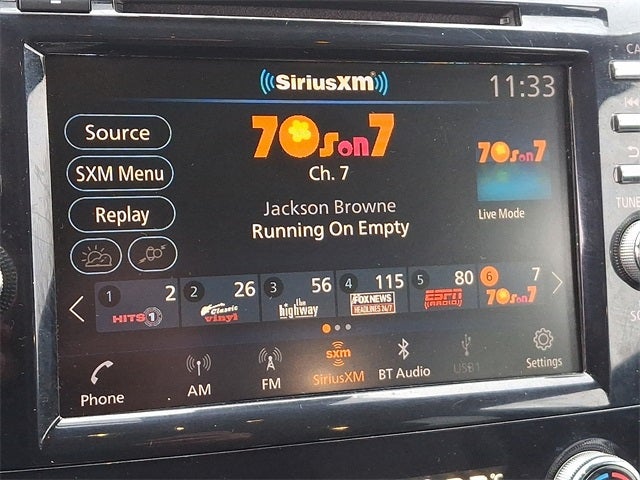 SiriusXM
11:33
Source
SXM Menu
Replay
70s on 7
Ch. 7
Jackson Browne
Running On Empty
70s on 7
Live Mode
1 2 HITS 1
2 26 Classic vinyl
3 56 the highway
4 115 FOX NEWS HEADLINES 24/7
5 80 ESPN RADIO
6 7 70s on 7
Phone
AM
FM
sxm
SiriusXM
BT Audio
USB1
Settings
TUNE